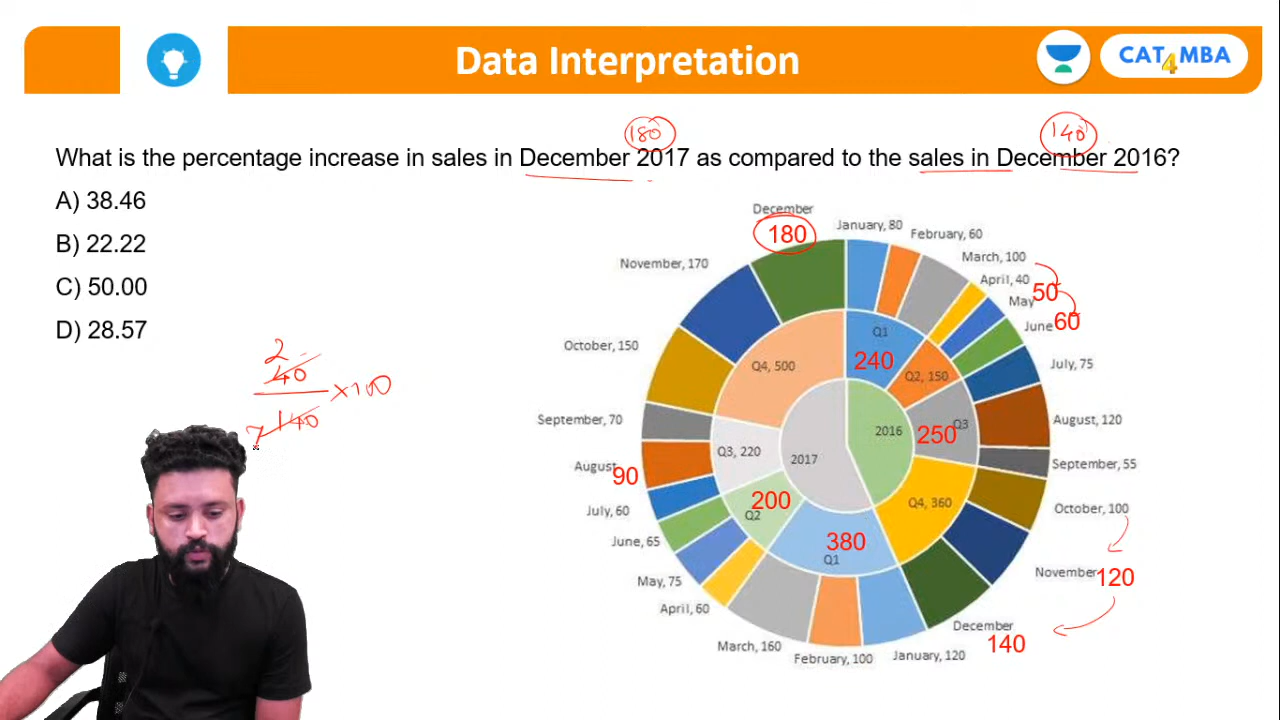 Data Interpretation
CAT4MBA
180
140
What is the percentage increase in sales in December 2017 as compared to the sales in December 2016?
A) 38.46
B) 22.22
C) 50.00
D) 28.57
2
40
7 140
×100
December
180
January, 80
February, 60
March, 100
April, 40
May 50
June 60
July, 75
August, 120
September, 55
October, 100
November 120
December
140
January, 120
February, 100
March, 160
April, 60
May, 75
June, 65
July, 60
August
90
September, 70
October, 150
November, 170
Q1
240
Q2, 150
Q3
250
Q4, 360
2016
2017
Q1
380
Q2
200
Q3, 220
Q4, 500